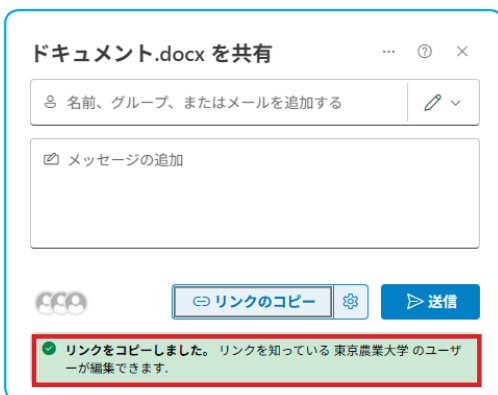 ドキュメント.docx を共有
名前、グループ、またはメールを追加する
メッセージの追加
リンクのコピー
送信
リンクをコピーしました。 リンクを知っている 東京農業大学 のユーザ
ーが編集できます.